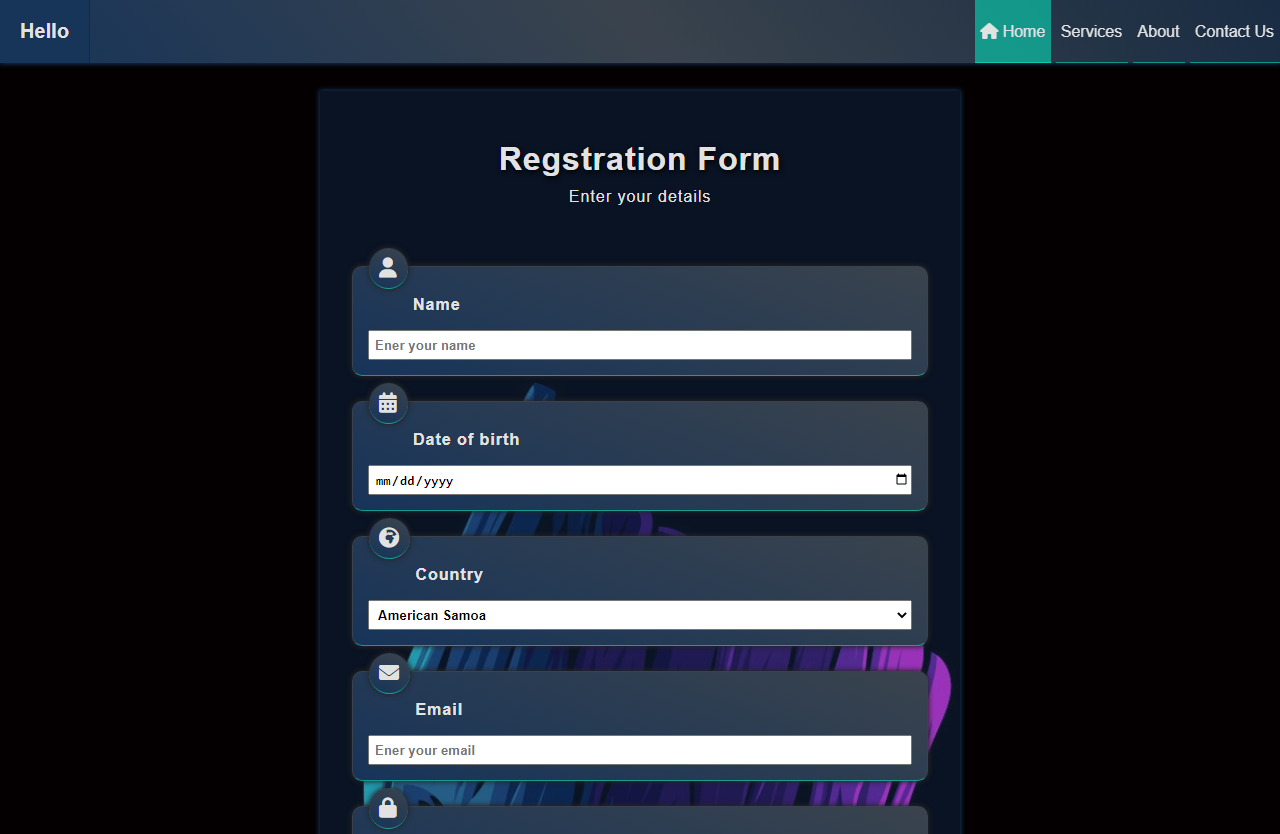 Hello
Home Services About Contact Us
Regstration Form
Enter your details
Name
Ener your name
Date of birth
mm/dd/yyyy
Country
American Samoa
Email
Ener your email